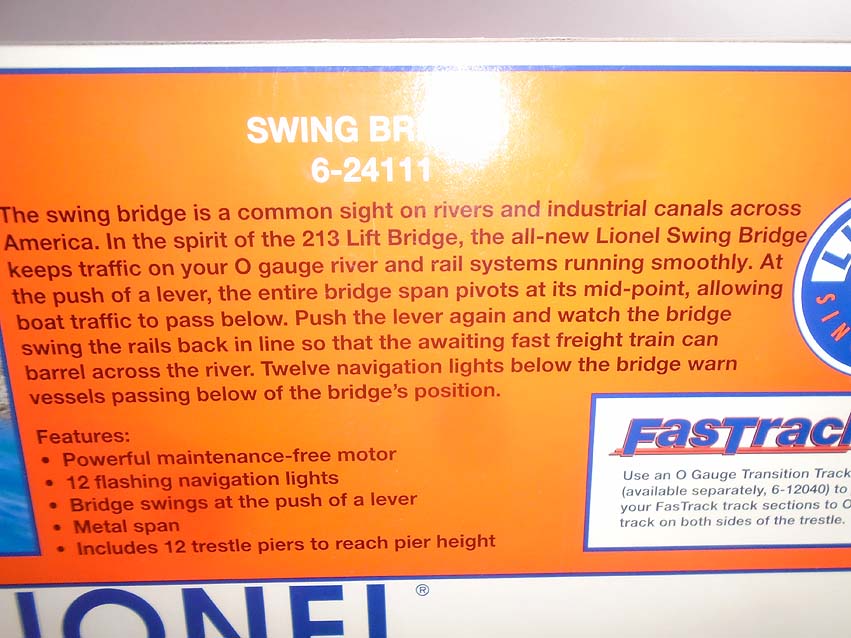 SWING BR
6-24111
The swing bridge is a common sight on rivers and industrial canals across
America. In the spirit of the 213 Lift Bridge, the all-new Lionel Swing Bridge
keeps traffic on your O gauge river and rail systems running smoothly. At
the push of a lever, the entire bridge span pivots at its mid-point, allowing
boat traffic to pass below. Push the lever again and watch the bridge
swing the rails back in line so that the awaiting fast freight train can
barrel across the river. Twelve navigation lights below the bridge warn
vessels passing below of the bridge's position.
Features:
• Powerful maintenance-free motor
• 12 flashing navigation lights
• Bridge swings at the push of a lever
• Metal span
• Includes 12 trestle piers to reach pier height
FasTrack
Use an O Gauge Transition Track
(available separately, 6-12040) to
your FasTrack track sections to O
track on both sides of the trestle.
LI
SIN
LIONEL®